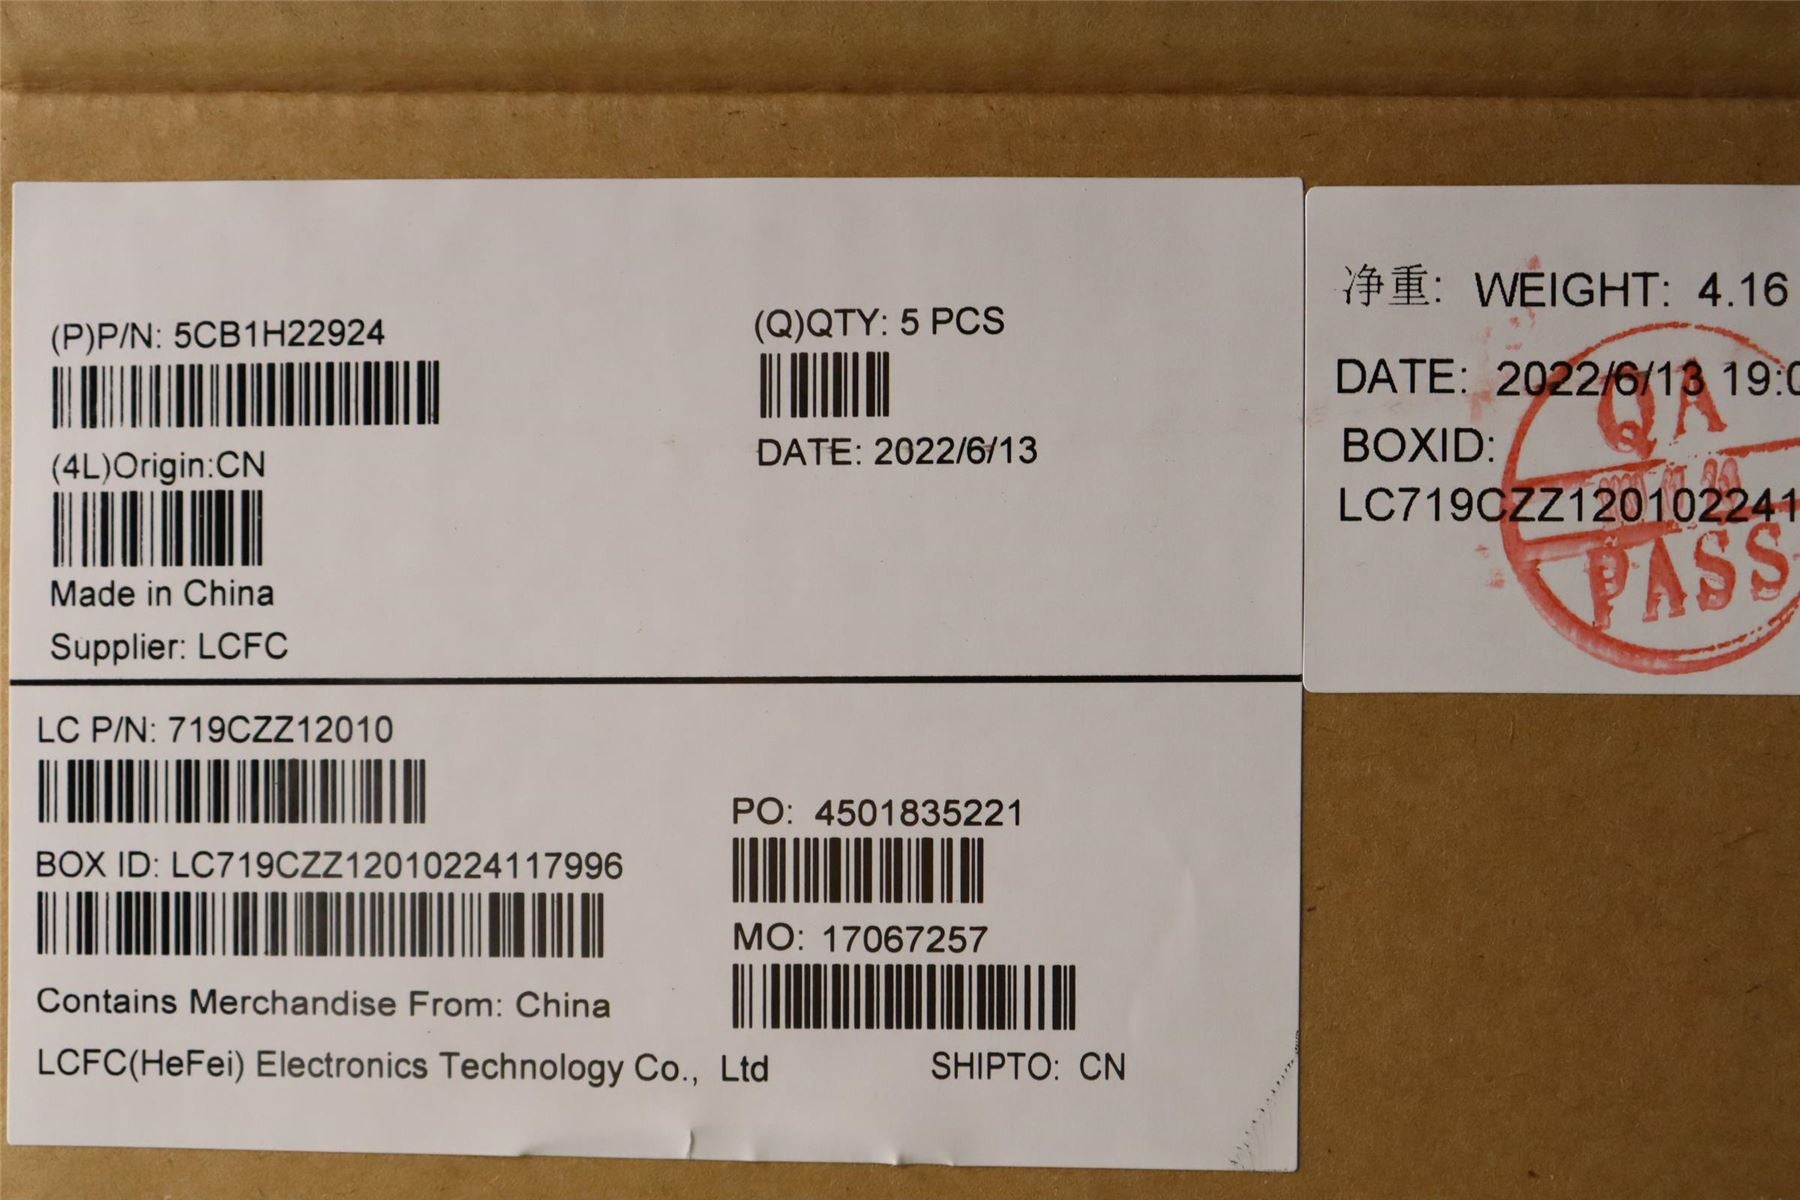 (P)P/N: 5CB1H22924
(Q)QTY: 5 PCS
(4L)Origin:CN
DATE: 2022/6/13
Made in China
Supplier: LCFC
LC P/N: 719CZZ12010
PO: 4501835221
BOX ID: LC719CZZ12010224117996
MO: 17067257
Contains Merchandise From: China
LCFC(HeFei) Electronics Technology Co., Ltd
SHIPTO: CN
净重: WEIGHT: 4.16
DATE: 2022/6/13 19:0
BOXID:
LC719CZZ120102241
QA
PASS